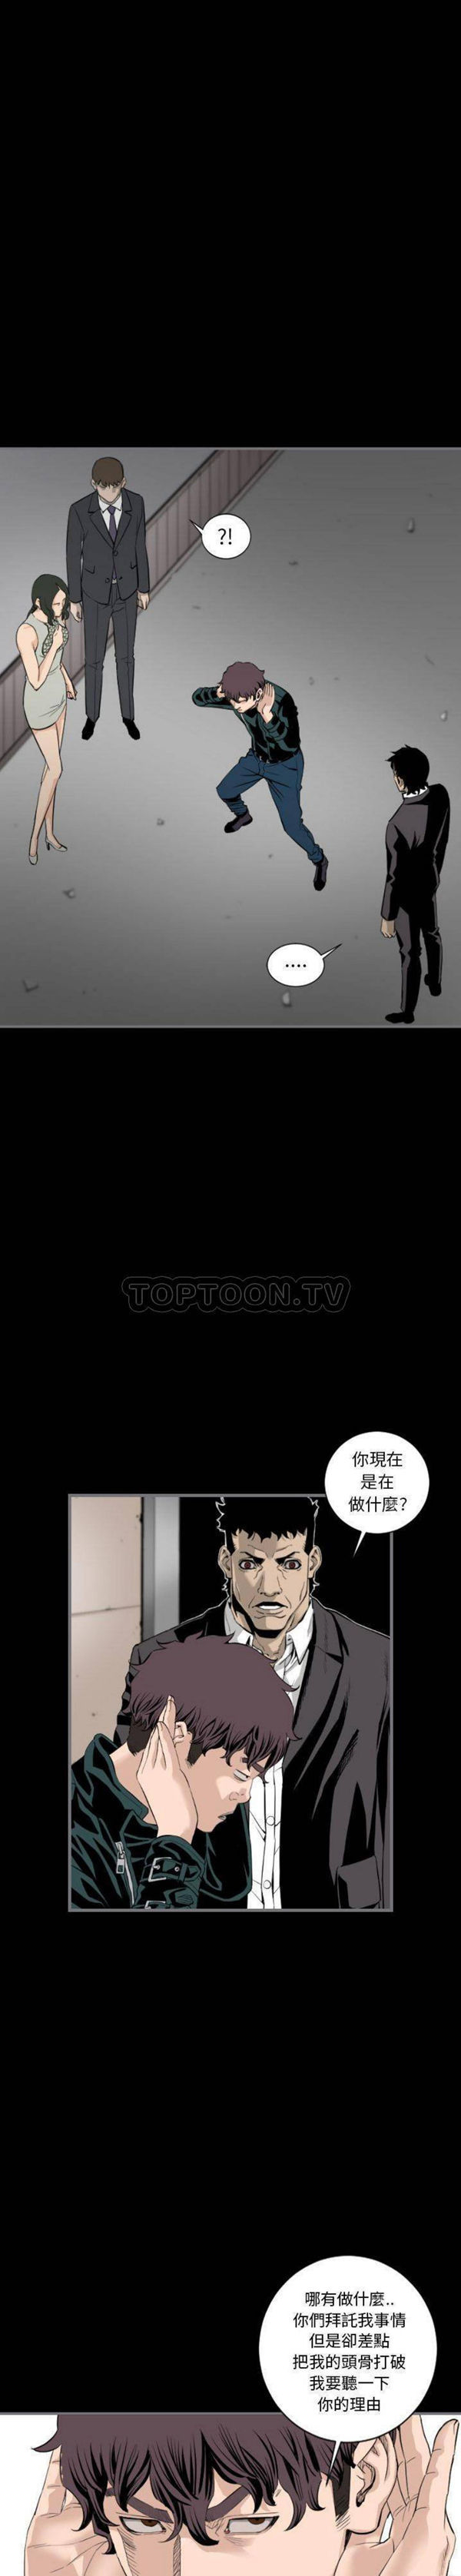 ?!
....
TOPTOON.TV
你現在
是在
做什麼?
哪有做什麼..
你們拜託我事情
但是卻差點
把我的頭骨打破
我要聽一下
你的理由